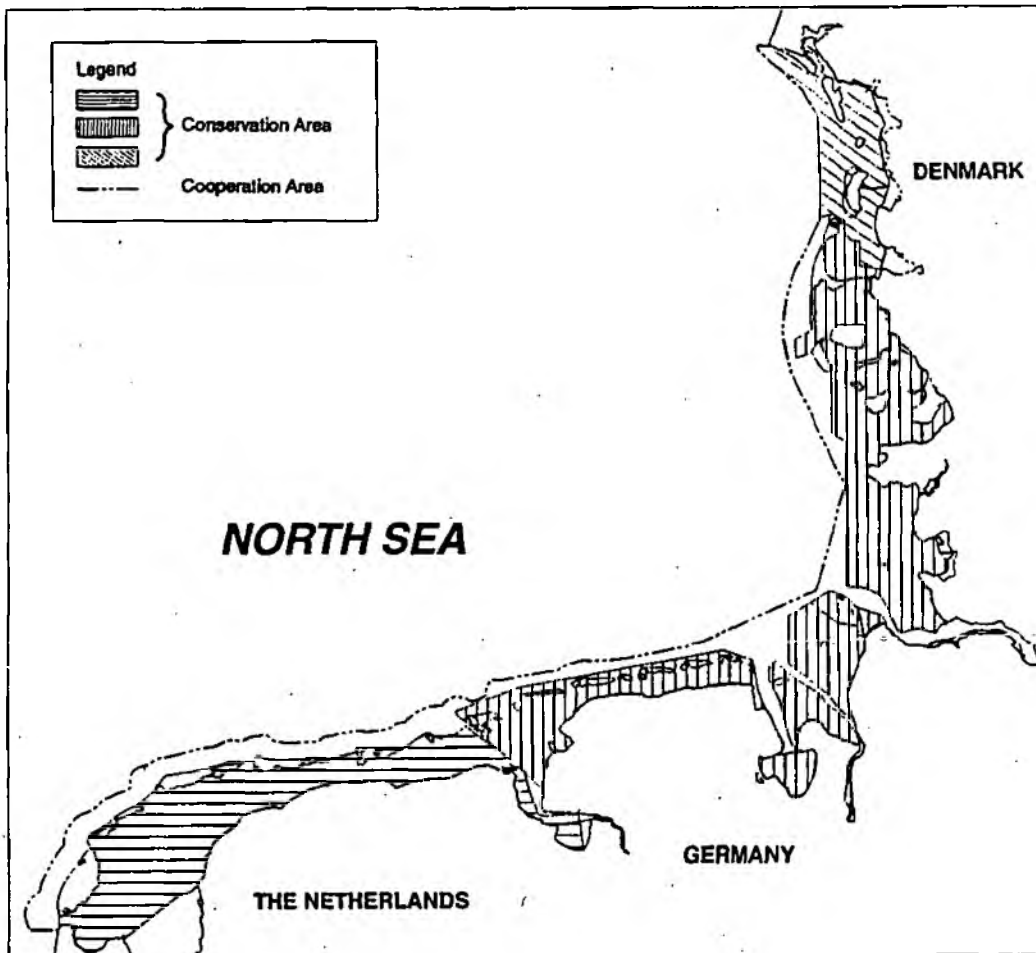 Legend
Conservation Area
Cooperation Area
DENMARK
NORTH SEA
GERMANY
THE NETHERLANDS